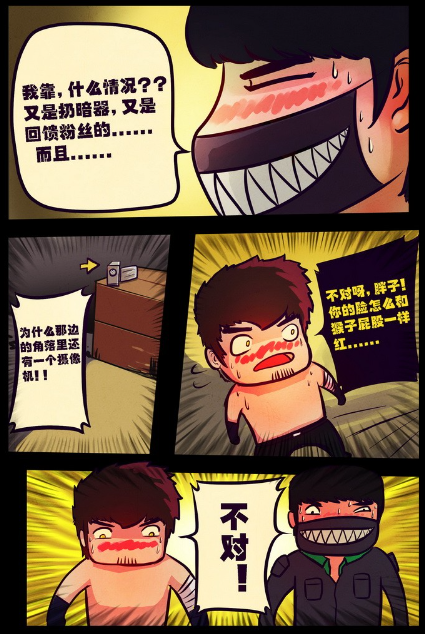 我靠，什么情况？？
又是扔暗器，又是
回馈粉丝的……
而且……
为什么那边
的角落里还
有一个摄像
机！！
不对呀，胖子！
你的脸怎么和
猴子屁股一样
红……
不
对！